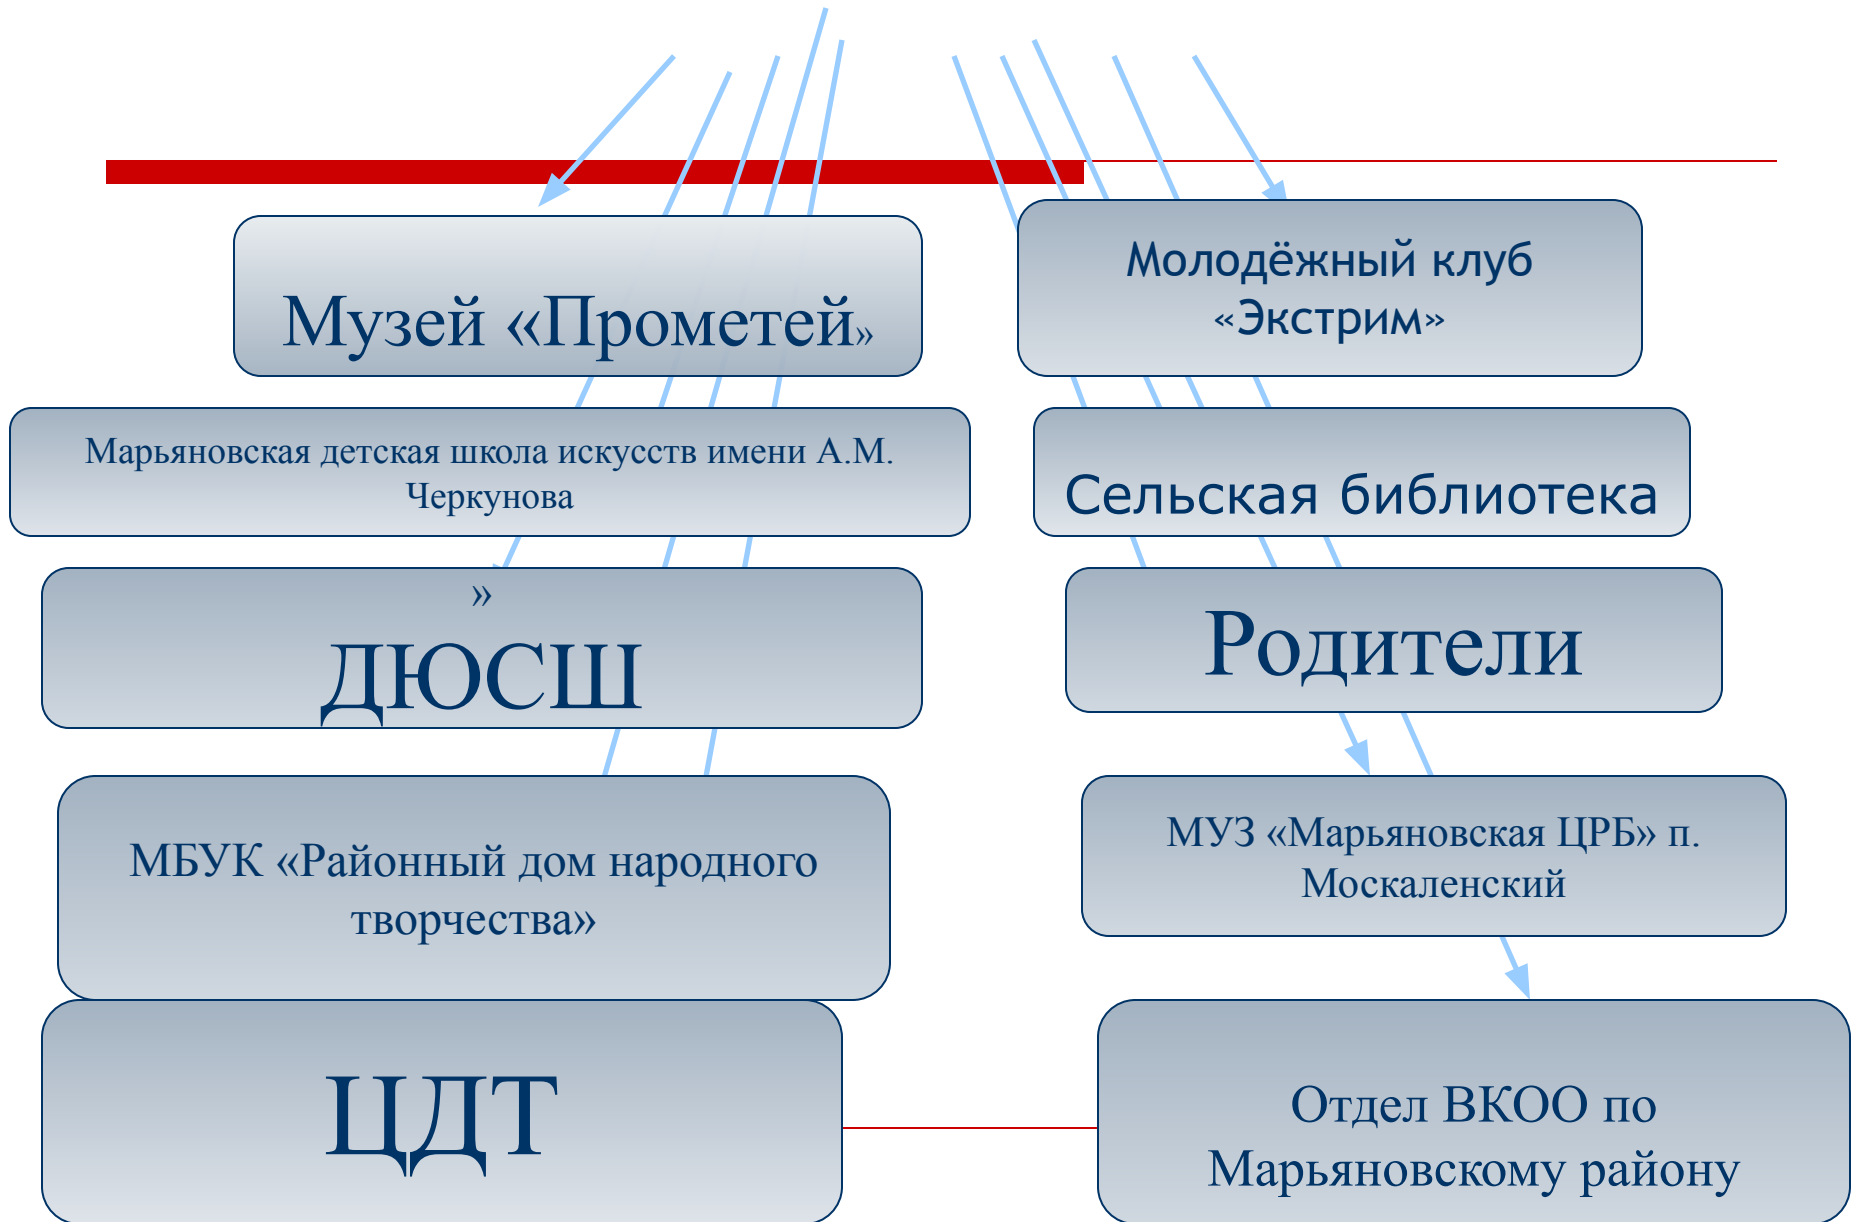 Музей «Прометей»
Молодёжный клуб
«Экстрим»
Марьяновская детская школа искусств имени А.М.
Черкунова
Сельская библиотека
»
ДЮСШ
Родители
МБУК «Районный дом народного
творчества»
МУЗ «Марьяновская ЦРБ» п.
Москаленский
ЦДТ
Отдел ВКОО по
Марьяновскому району